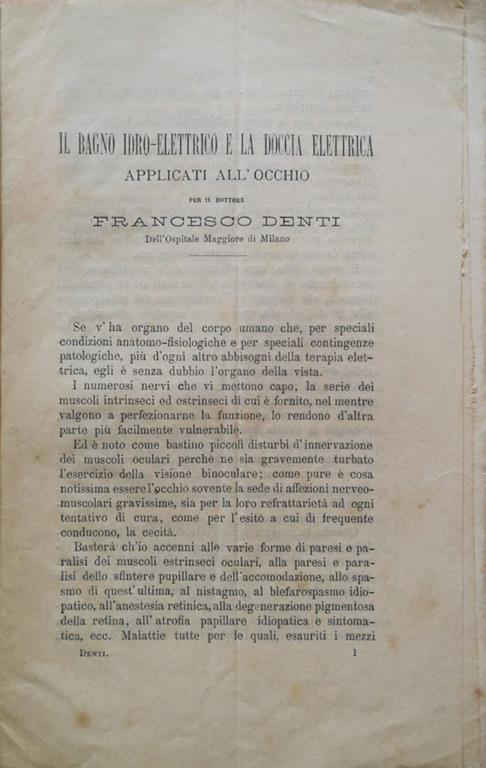 IL BAGNO IDRO-ELETTRICO E LA DOCCIA ELETTRICA
APPLICATI ALL'OCCHIO
PER IL DOTTORE
FRANCESCO DENTI
Dell'Ospitale Maggiore di Milano
Se v'ha organo del corpo umano che, per speciali
condizioni anatomo-fisiologiche e per speciali contingenze
patologiche, più d'ogni altro abbisogni della terapia elet-
trica, egli è senza dubbio l'organo della vista.
I numerosi nervi che vi mettono capo, la serie dei
muscoli intrinseci ed estrinseci di cui è fornito, nel mentre
valgono a perfezionarne la funzione, lo rendono d'altra
parte più facilmente vulnerabile.
Ed è noto come bastino piccoli disturbi d'innervazione
dei muscoli oculari perchè ne sia gravemente turbato
l'esercizio della visione binoculare; come pure è cosa
notissima essere l'occhio sovente la sede di affezioni nerveo-
muscolari gravissime, sia per la loro refrattarietà ad ogni
tentativo di cura, come per l'esito a cui di frequente
conducono, la cecità.
Basterà ch'io accenni alle varie forme di paresi e pa-
ralisi dei muscoli estrinseci oculari, alla paresi e para-
lisi dello sfintere pupillare e dell'accomodazione, allo spa-
smo di quest'ultima, al nistagmo, al blefarospasmo idio-
patico, all'anestesia retinica, alla degenerazione pigmentosa
della retina, all'atrofia papillare idiopatica e sintoma-
tica, ecc. Malattie tutte per le quali, esauriti i mezzi
DENTI. 1